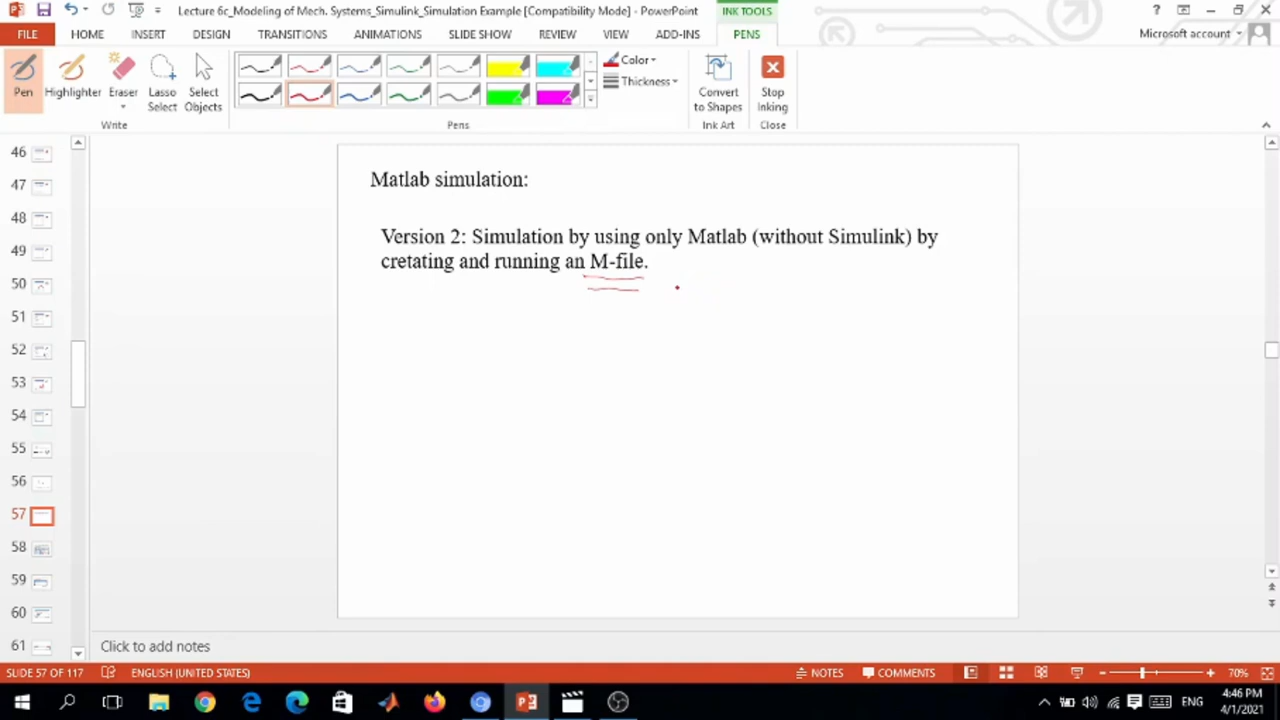 Lecture 6c_Modeling of Mech. Systems_Simulink_Simulation Example [Compatibility Mode] - PowerPoint
INK TOOLS
FILE HOME INSERT DESIGN TRANSITIONS ANIMATIONS SLIDE SHOW REVIEW VIEW ADD-INS PENS
Microsoft account
Pen Highlighter Eraser Lasso Select Select Objects
Color
Thickness
Convert to Shapes Stop Inking
Write Pens Ink Art Close
46
47
48
49
50
51
52
53
54
55
56
57
58
59
60
61
Matlab simulation:
Version 2: Simulation by using only Matlab (without Simulink) by
cretating and running an M-file.
Click to add notes
SLIDE 57 OF 117 ENGLISH (UNITED STATES) NOTES COMMENTS 70%
ENG
4:46 PM
4/1/2021